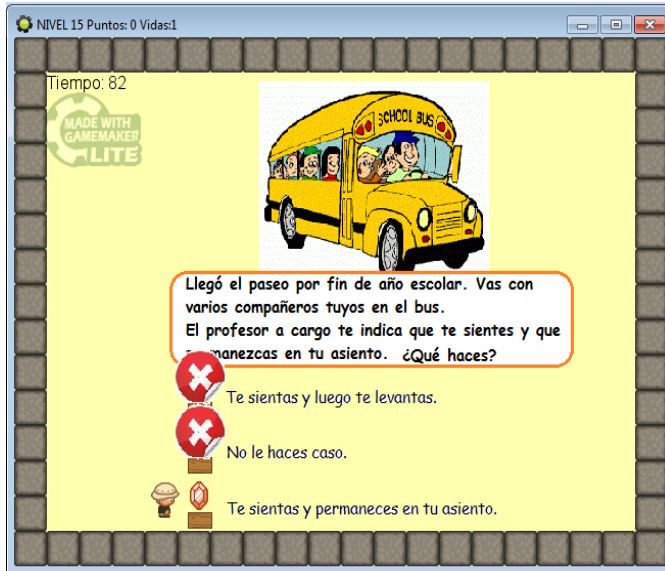 NIVEL 15 Puntos: 0 Vidas:1
Tiempo: 82
MADE WITH
GAMEMAKER
LITE
SCHOOL BUS
Llegó el paseo por fin de año escolar. Vas con
varios compañeros tuyos en el bus.
El profesor a cargo te indica que te sientes y que
manezcas en tu asiento. ¿Qué haces?
Te sientas y luego te levantas.
No le haces caso.
Te sientas y permaneces en tu asiento.